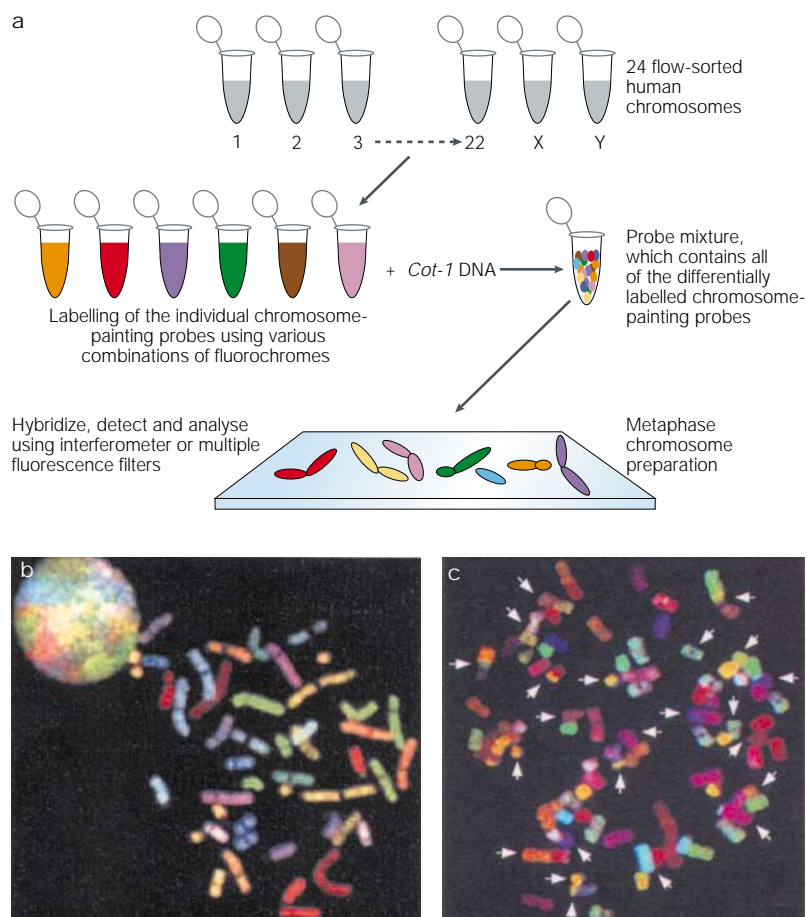 a
24 flow-sorted
human
chromosomes
1 2 3 22 X Y
+ Cot-1 DNA
Probe mixture,
which contains all
of the differentially
labelled chromosome-
painting probes
Labelling of the individual chromosome-
painting probes using various
combinations of fluorochromes
Hybridize, detect and analyse
using interferometer or multiple
fluorescence filters
Metaphase
chromosome
preparation
b
c